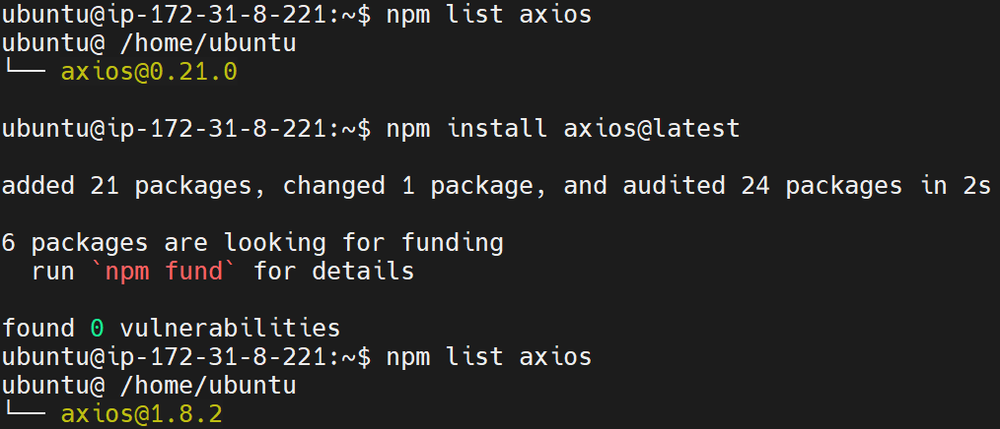 ubuntu@ip-172-31-8-221:~$ npm list axios
ubuntu@ /home/ubuntu
└── axios@0.21.0
ubuntu@ip-172-31-8-221:~$ npm install axios@latest
added 21 packages, changed 1 package, and audited 24 packages in 2s
6 packages are looking for funding
  run `npm fund` for details
found 0 vulnerabilities
ubuntu@ip-172-31-8-221:~$ npm list axios
ubuntu@ /home/ubuntu
└── axios@1.8.2